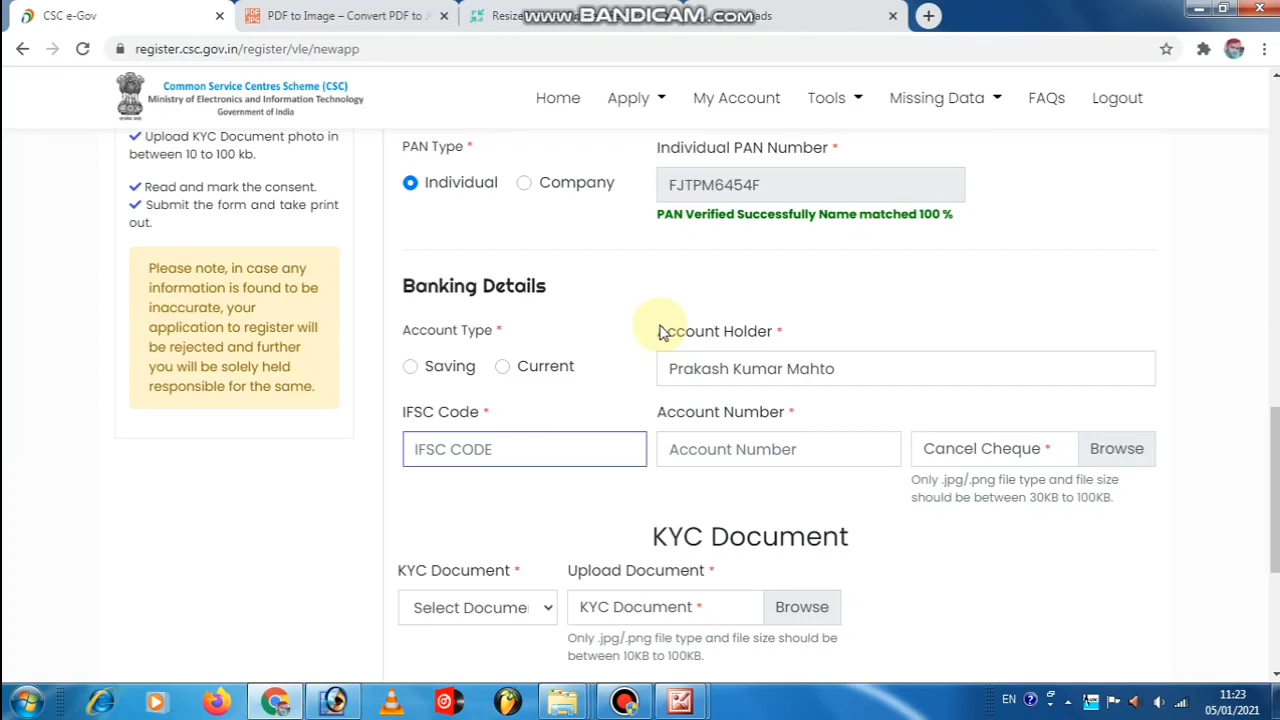 CSC e-Gov
PDF to Image – Convert PDF to J
Resize
www.BANDICAM.com
ads
register.csc.gov.in/register/vle/newapp
Common Service Centres Scheme (CSC)
Ministry of Electronics and Information Technology
Government of India
Home
Apply
My Account
Tools
Missing Data
FAQs
Logout
Upload KYC Document photo in
between 10 to 100 kb.
Read and mark the consent.
Submit the form and take print
out.
Please note, in case any
information is found to be
inaccurate, your
application to register will
be rejected and further
you will be solely held
responsible for the same.
PAN Type *
Individual PAN Number *
Individual
Company
FJTPM6454F
PAN Verified Successfully Name matched 100 %
Banking Details
Account Type *
Account Holder *
Saving
Current
Prakash Kumar Mahto
IFSC Code *
Account Number *
IFSC CODE
Account Number
Cancel Cheque *
Browse
Only .jpg/.png file type and file size
should be between 30KB to 100KB.
KYC Document
KYC Document *
Upload Document *
Select Docume
KYC Document *
Browse
Only .jpg/.png file type and file size should be
between 10KB to 100KB.
EN
11:23
05/01/2021